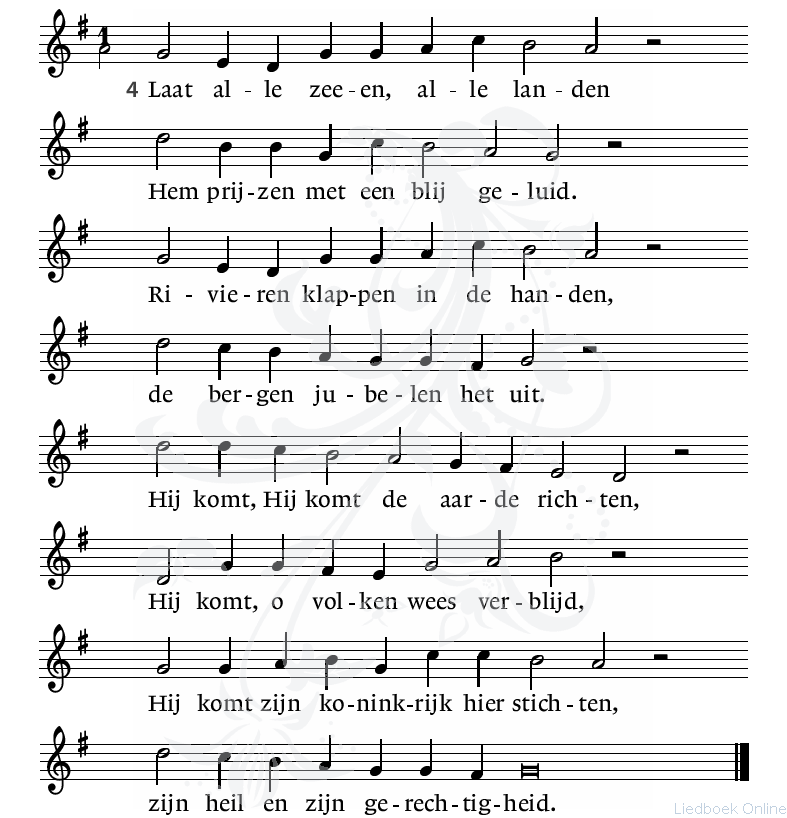 1
4 Laat al - le zee - en, al - le lan - den
Hem prij - zen met een blij ge - luid.
Ri - vie - ren klap - pen in de han - den,
de ber - gen ju - be - len het uit.
Hij komt, Hij komt de aar - de rich - ten,
Hij komt, o vol - ken wees ver - blijd,
Hij komt zijn ko - nink - rijk hier stich - ten,
zijn heil en zijn ge - rech - tig - heid.
Liedboek Online